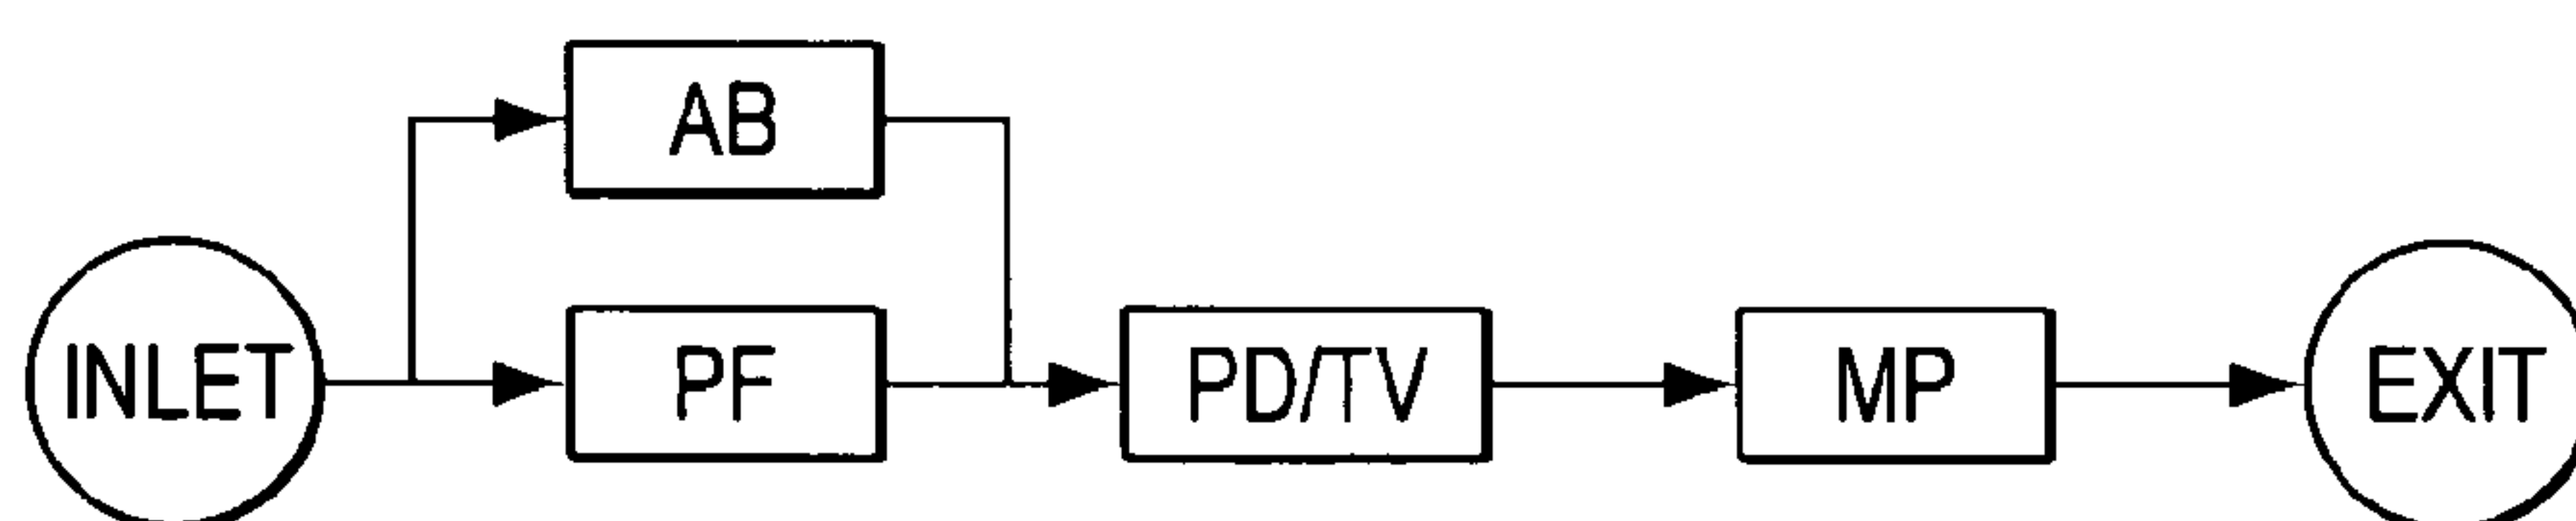 AB
INLET
PF
PD/TV
MP
EXIT